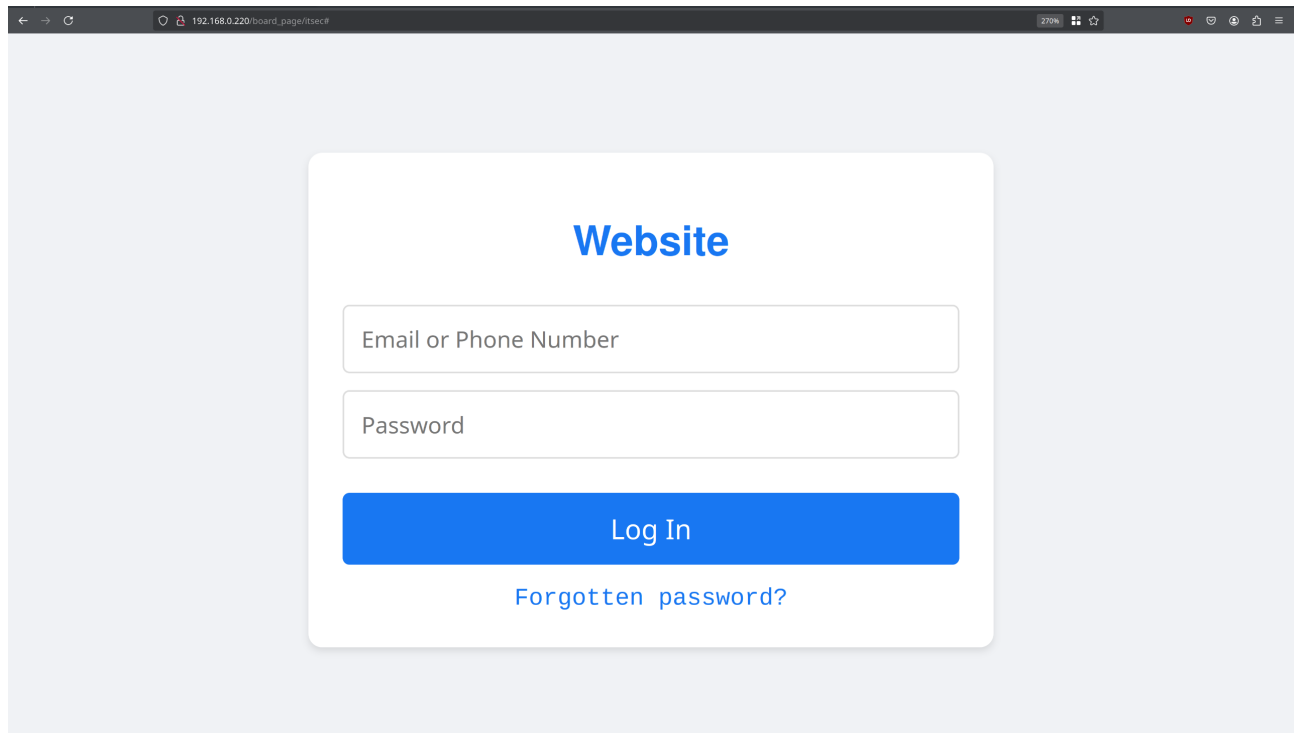 192.168.0.220/board_page/itsec#
270%
Website
Email or Phone Number
Password
Log In
Forgotten password?